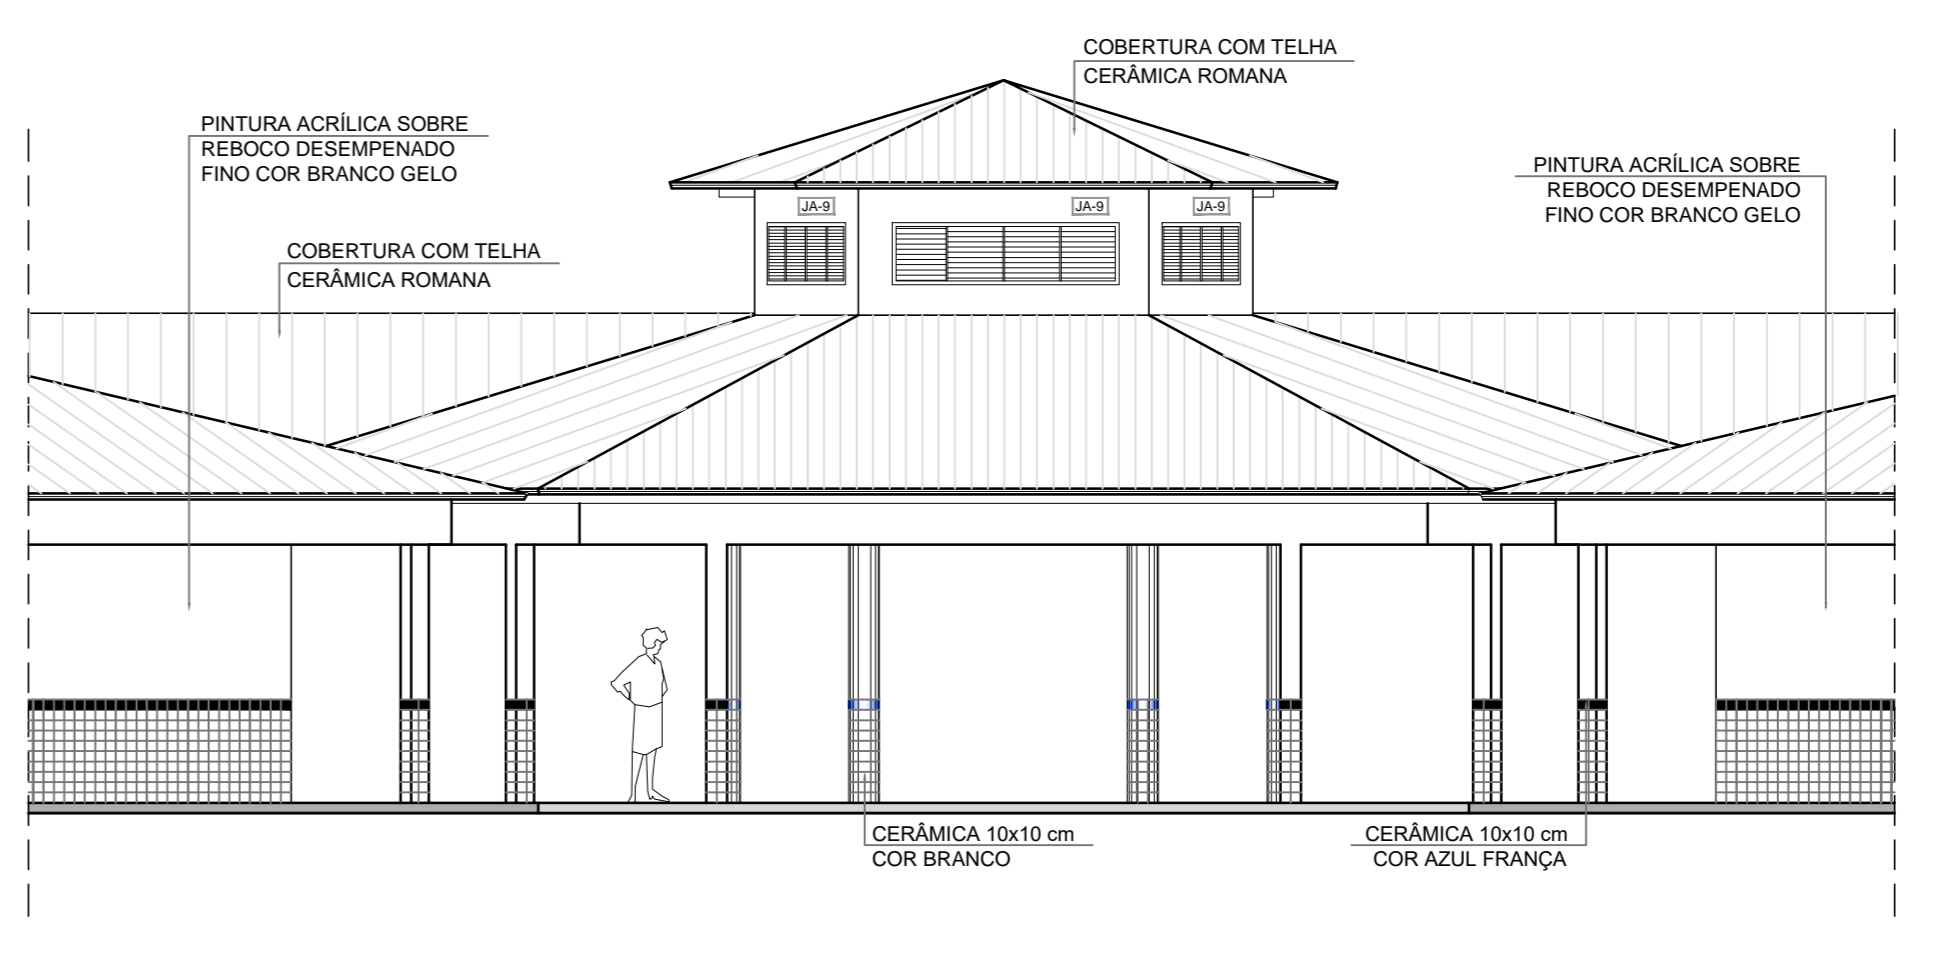 COBERTURA COM TELHA
CERÂMICA ROMANA
PINTURA ACRÍLICA SOBRE
REBOCO DESEMPENADO
FINO COR BRANCO GELO
PINTURA ACRÍLICA SOBRE
REBOCO DESEMPENADO
FINO COR BRANCO GELO
COBERTURA COM TELHA
CERÂMICA ROMANA
JA-9
JA-9
JA-9
CERÂMICA 10x10 cm
COR BRANCO
CERÂMICA 10x10 cm
COR AZUL FRANÇA